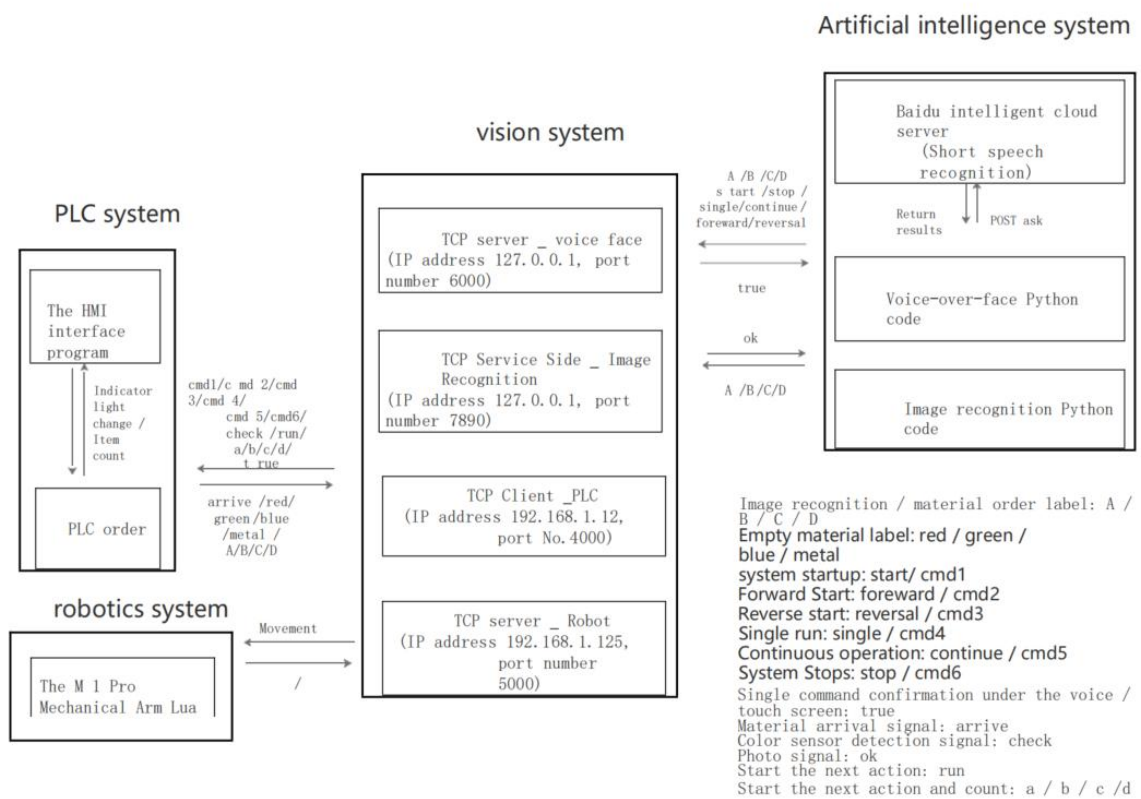 Artificial intelligence system
Baidu intelligent cloud
server
(Short speech
recognition)
Return
results
POST ask
Voice-over-face Python
code
Image recognition Python
code
vision system
TCP server _ voice face
(IP address 127.0.0.1, port
number 6000)
TCP Service Side _ Image
Recognition
(IP address 127.0.0.1, port
number 7890)
TCP Client _PLC
(IP address 192.168.1.12,
port No.4000)
TCP server _ Robot
(IP address 192.168.1.125,
port number
5000)
A /B /C/D
s tart /stop /
single/continue /
foreward/reversal
true
ok
A /B/C/D
PLC system
The HMI
interface
program
Indicator
light
change /
Item
count
PLC order
cmd1/c md 2/cmd
3/cmd 4/
cmd 5/cmd6/
check /run/
a/b/c/d/
t rue
arrive /red/
green /blue
/metal /
A/B/C/D
robotics system
The M 1 Pro
Mechanical Arm Lua
Movement
/
Image recognition / material order label: A /
B / C / D
Empty material label: red / green /
blue / metal
system startup: start/ cmd1
Forward Start: foreward / cmd2
Reverse start: reversal / cmd3
Single run: single / cmd4
Continuous operation: continue / cmd5
System Stops: stop / cmd6
Single command confirmation under the voice /
touch screen: true
Material arrival signal: arrive
Color sensor detection signal: check
Photo signal: ok
Start the next action: run
Start the next action and count: a / b / c /d